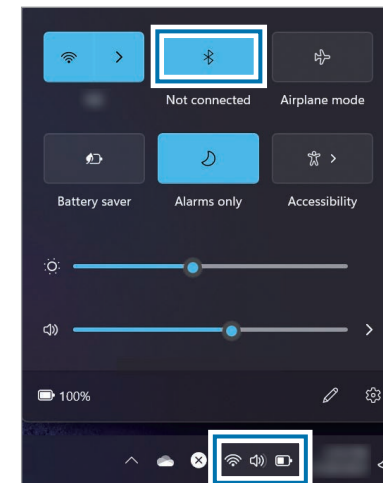 Not connected
Airplane mode
Battery saver
Alarms only
Accessibility
100%